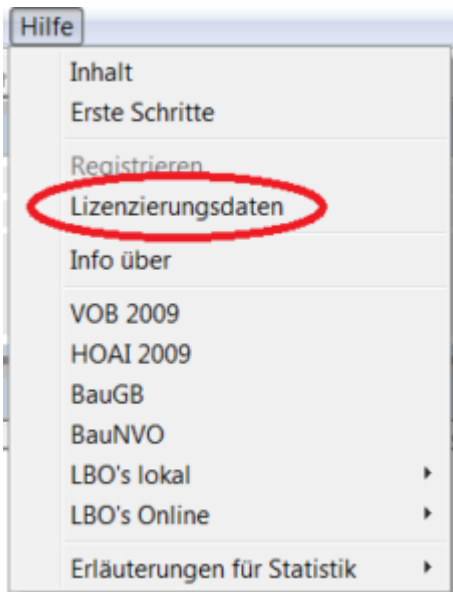 Hilfe
Inhalt
Erste Schritte
Registrieren
Lizenzierungsdaten
Info über
VOB 2009
HOAI 2009
BauGB
BauNVO
LBO's lokal
LBO's Online
Erläuterungen für Statistik